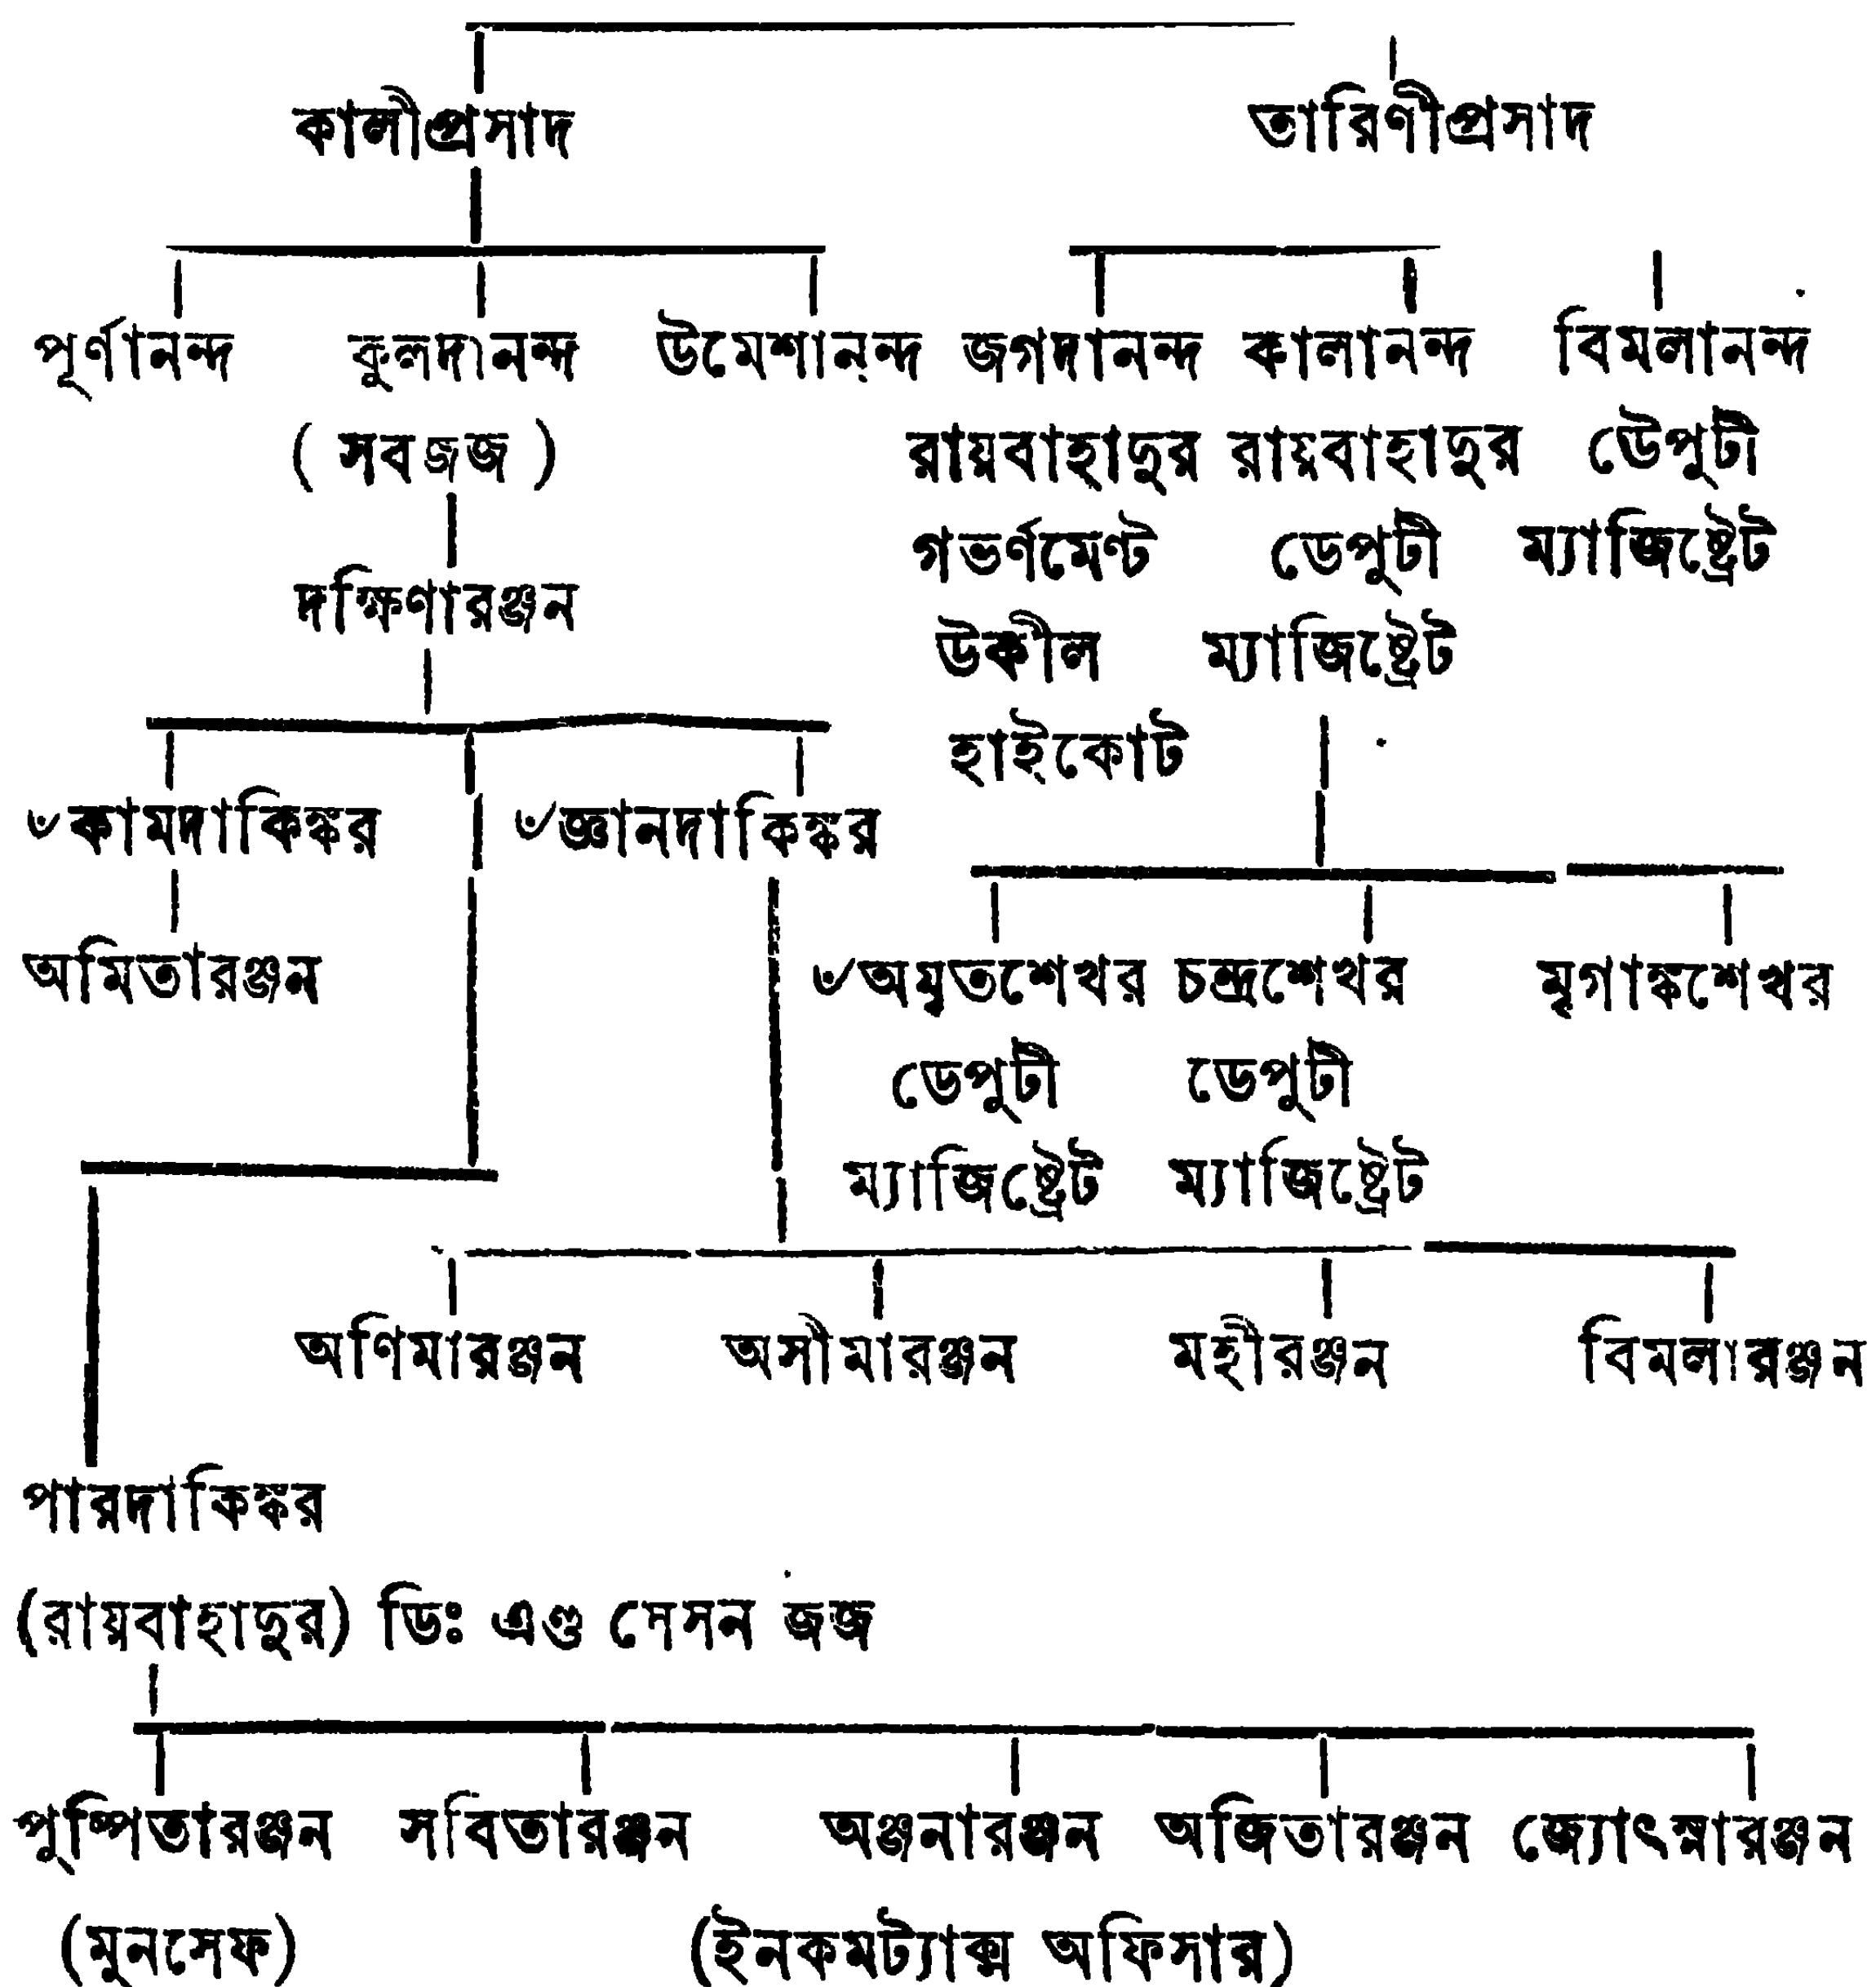 কালীপ্রসাদ তারিণীপ্রসাদ
পূর্ণানন্দ কুলদানন্দ উমেশানন্দ জগদানন্দ কালানন্দ বিমলানন্দ
( সবজজ ) রায়বাহাদুর রায়বাহাদুর ডেপুটী
গভর্ণমেণ্ট ডেপুটী ম্যাজিষ্ট্রেট
দক্ষিণারঞ্জন
উকীল ম্যাজিষ্ট্রেট
হাইকোট
৺কামদাকিঙ্কর ৺জ্ঞানদাকিঙ্কর
অমিতারঞ্জন ৺অমৃতশেখর চন্দ্রশেখর মৃগাঙ্কশেখর
ডেপুটী ডেপুটী
ম্যাজিষ্ট্রেট ম্যাজিষ্ট্রেট
অণিমারঞ্জন অসীমারঞ্জন মহীরঞ্জন বিমলারঞ্জন
পারদাকিঙ্কর
(রায়বাহাদুর) ডিঃ এণ্ড সেসন জজ
পুষ্পিতারঞ্জন সবিতারঞ্জন অঞ্জনারঞ্জন অজিতারঞ্জন জ্যোৎস্নারঞ্জন
(মুনসেফ) (ইনকমট্যাক্স অফিসার)